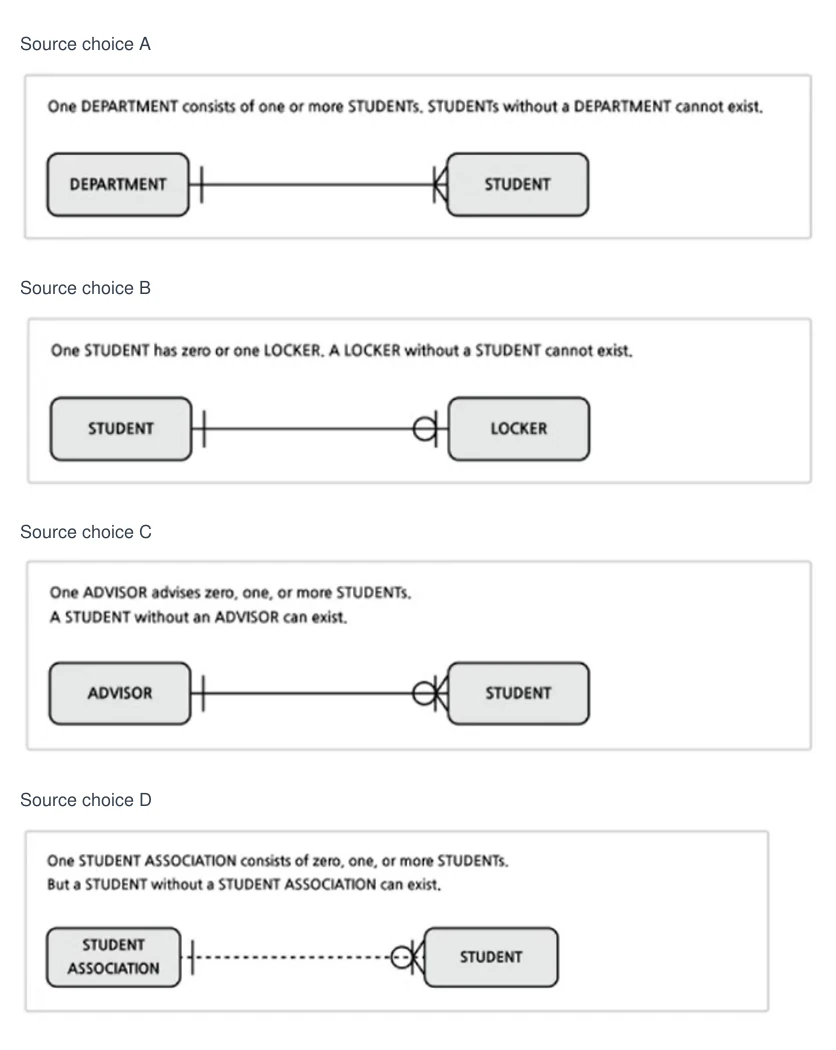 Source choice A
One DEPARTMENT consists of one or more STUDENTs. STUDENTs without a DEPARTMENT cannot exist.
DEPARTMENT
STUDENT
Source choice B
One STUDENT has zero or one LOCKER. A LOCKER without a STUDENT cannot exist.
STUDENT
LOCKER
Source choice C
One ADVISOR advises zero, one, or more STUDENTs.
A STUDENT without an ADVISOR can exist.
ADVISOR
STUDENT
Source choice D
One STUDENT ASSOCIATION consists of zero, one, or more STUDENTs.
But a STUDENT without a STUDENT ASSOCIATION can exist.
STUDENT
ASSOCIATION
STUDENT